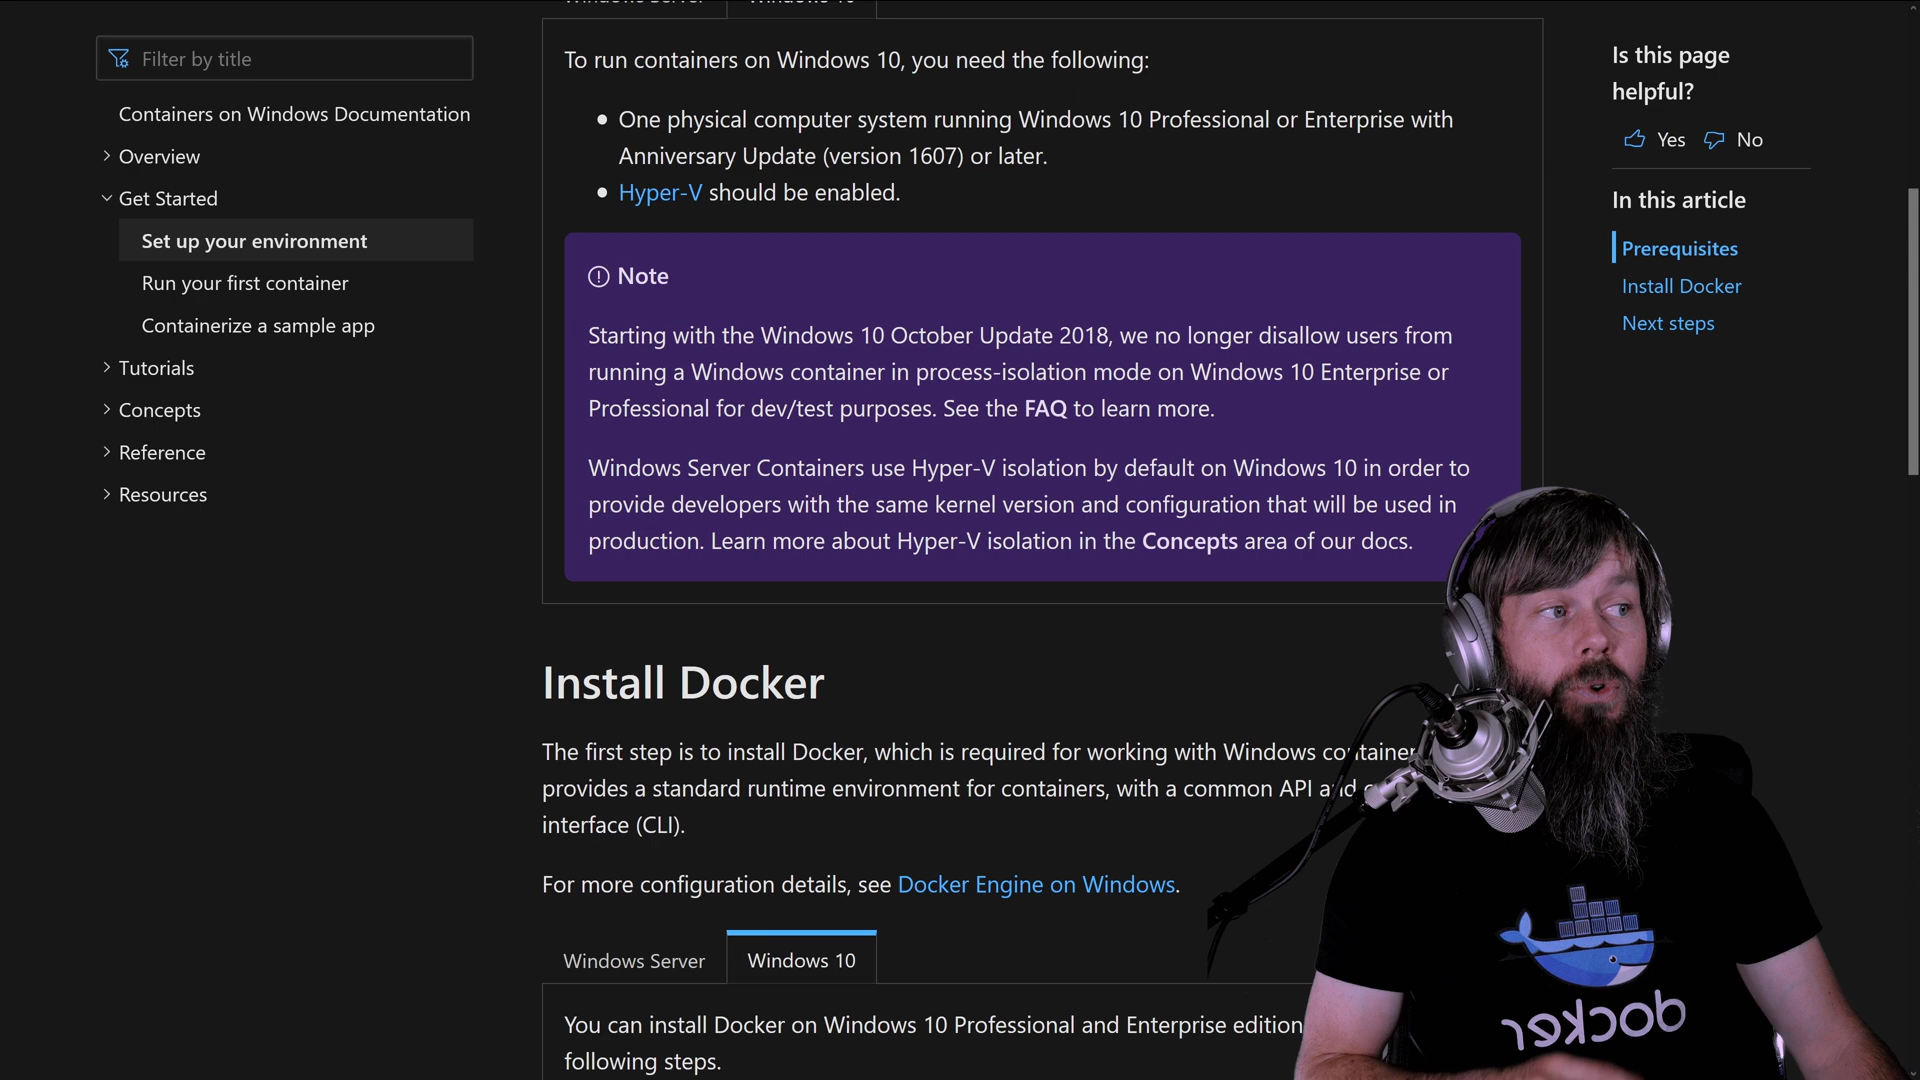 Windows 10
Filter by title
Containers on Windows Documentation
Overview
Get Started
Set up your environment
Run your first container
Containerize a sample app
Tutorials
Concepts
Reference
Resources
To run containers on Windows 10, you need the following:
One physical computer system running Windows 10 Professional or Enterprise with
Anniversary Update (version 1607) or later.
Hyper-V should be enabled.
Note
Starting with the Windows 10 October Update 2018, we no longer disallow users from
running a Windows container in process-isolation mode on Windows 10 Enterprise or
Professional for dev/test purposes. See the FAQ to learn more.
Windows Server Containers use Hyper-V isolation by default on Windows 10 in order to
provide developers with the same kernel version and configuration that will be used in
production. Learn more about Hyper-V isolation in the Concepts area of our docs.
Install Docker
The first step is to install Docker, which is required for working with Windows
provides a standard runtime environment for containers, with a common API and
interface (CLI).
For more configuration details, see Docker Engine on Windows.
Windows Server
Windows 10
You can install Docker on Windows 10 Professional and Enterprise
following steps.
Is this page
helpful?
Yes
No
In this article
Prerequisites
Install Docker
Next steps
docker